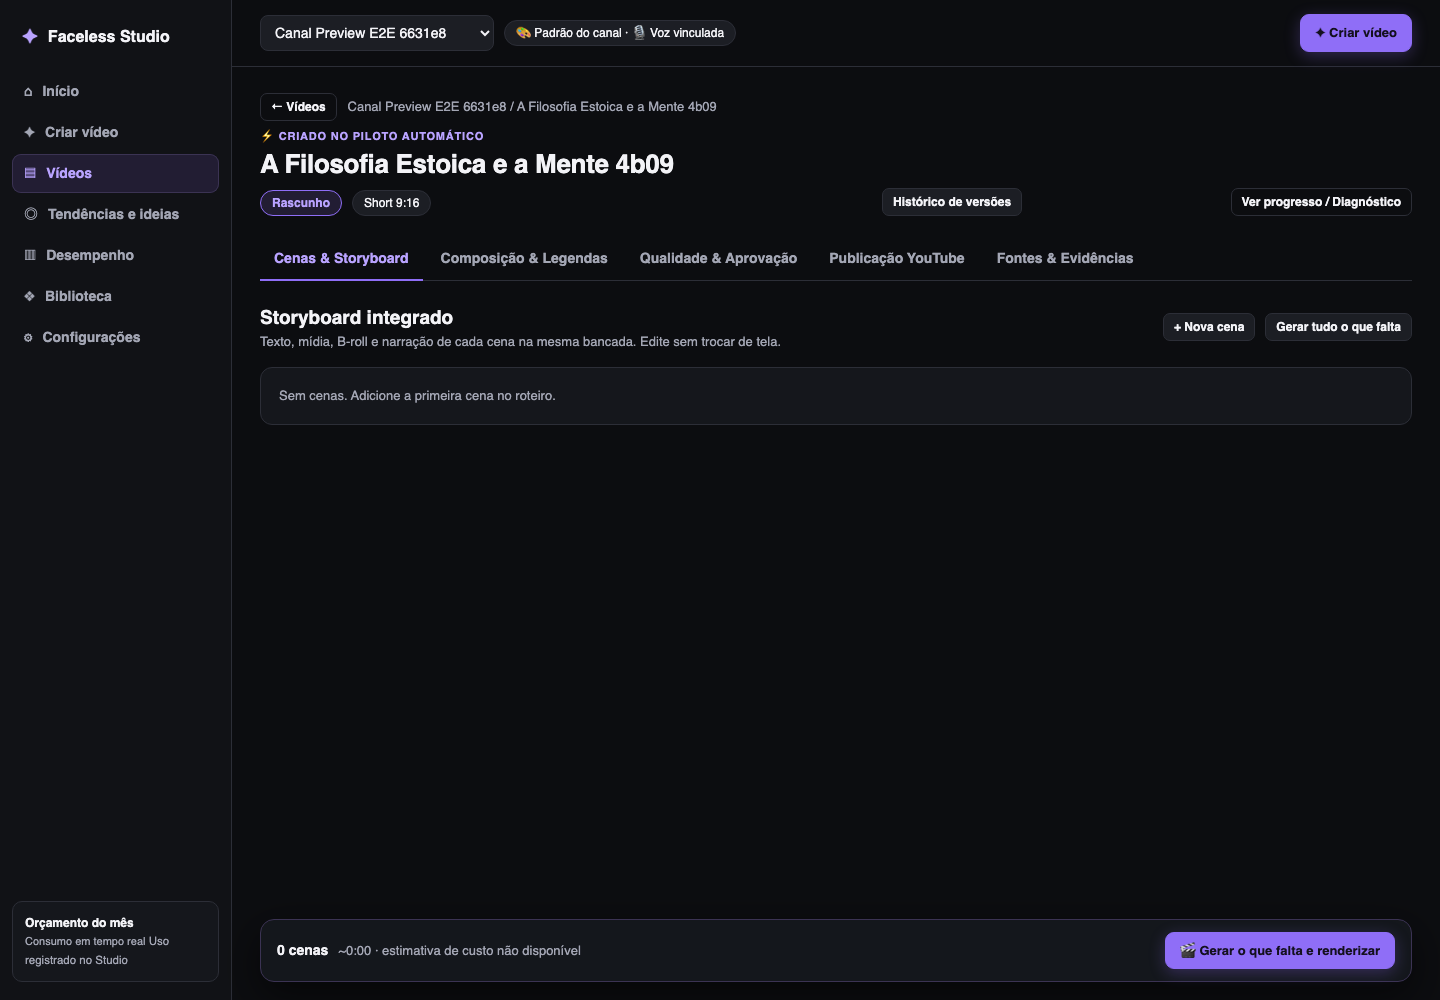 Faceless Studio
Início
Criar vídeo
Vídeos
Tendências e ideias
Desempenho
Biblioteca
Configurações
Orçamento do mês
Consumo em tempo real Uso
registrado no Studio
Canal Preview E2E 6631e8
🎨 Padrão do canal · 🎙️ Voz vinculada
✦ Criar vídeo
← Vídeos
Canal Preview E2E 6631e8 / A Filosofia Estoica e a Mente 4b09
⚡ CRIADO NO PILOTO AUTOMÁTICO
A Filosofia Estoica e a Mente 4b09
Rascunho
Short 9:16
Histórico de versões
Ver progresso / Diagnóstico
Cenas & Storyboard
Composição & Legendas
Qualidade & Aprovação
Publicação YouTube
Fontes & Evidências
Storyboard integrado
Texto, mídia, B-roll e narração de cada cena na mesma bancada. Edite sem trocar de tela.
+ Nova cena
Gerar tudo o que falta
Sem cenas. Adicione a primeira cena no roteiro.
0 cenas ~0:00 · estimativa de custo não disponível
🎬 Gerar o que falta e renderizar